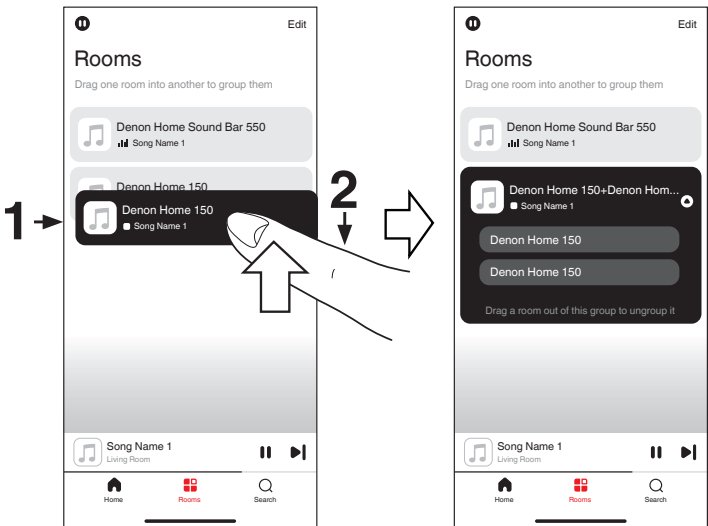 Edit
Rooms
Drag one room into another to group them
Denon Home Sound Bar 550
Song Name 1
Denon Home 150
Denon Home 150
Song Name 1
1
2
Song Name 1
Living Room
Home
Rooms
Search
Edit
Rooms
Drag one room into another to group them
Denon Home Sound Bar 550
Song Name 1
Denon Home 150+Denon Hom...
Song Name 1
Denon Home 150
Denon Home 150
Drag a room out of this group to ungroup it
Song Name 1
Living Room
Home
Rooms
Search